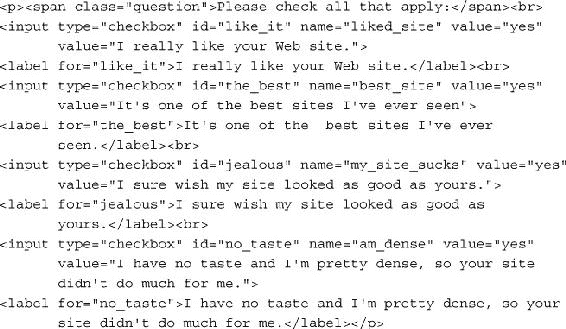 <p><span class="question">Please check all that apply:</span><br>
<input type="checkbox" id="like_it" name="liked_site" value="yes"
value="I really like your Web site.">
<label for="like_it">I really like your Web site.</label><br>
<input type="checkbox" id="the_best" name="best_site" value="yes"
value="It's one of the best sites I've ever seen">
<label for="the_best">It's one of the  best sites I've ever
seen.</label><br>
<input type="checkbox" id="jealous" name="my_site_sucks" value="yes"
value="I sure wish my site looked as good as yours.">
<label for="jealous">I sure wish my site looked as good as
yours.</label><br>
<input type="checkbox" id="no_taste" name="am_dense" value="yes"
value="I have no taste and I'm pretty dense, so your site
didn't do much for me.">
<label for="no_taste">I have no taste and I'm pretty dense, so your
site didn't do much for me.</label></p>